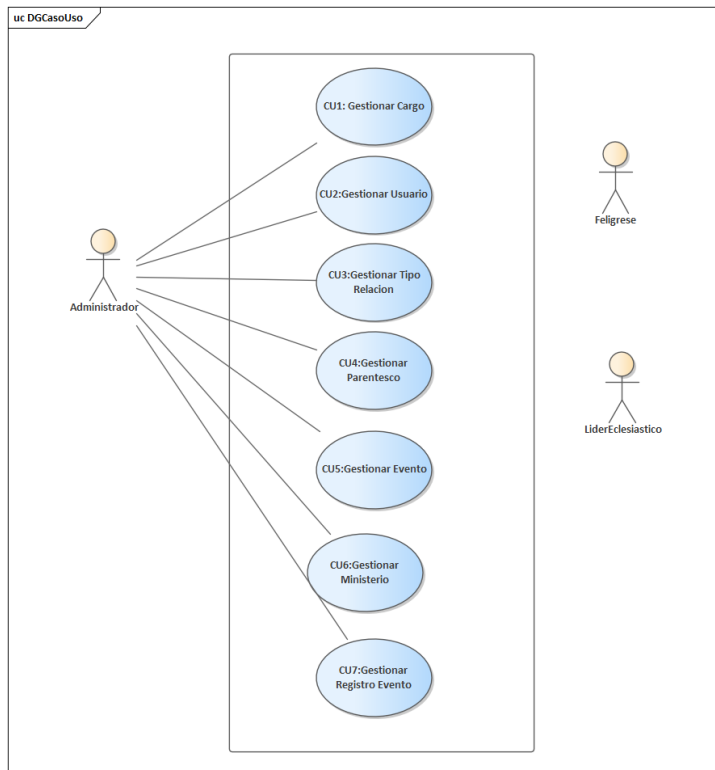 uc DGCasoUso
CU1: Gestionar Cargo
CU2:Gestionar Usuario
CU3:Gestionar Tipo
Relacion
CU4:Gestionar
Parentesco
CU5:Gestionar Evento
CU6:Gestionar
Ministerio
CU7:Gestionar
Registro Evento
Administrador
Feligrese
LiderEclesiastico